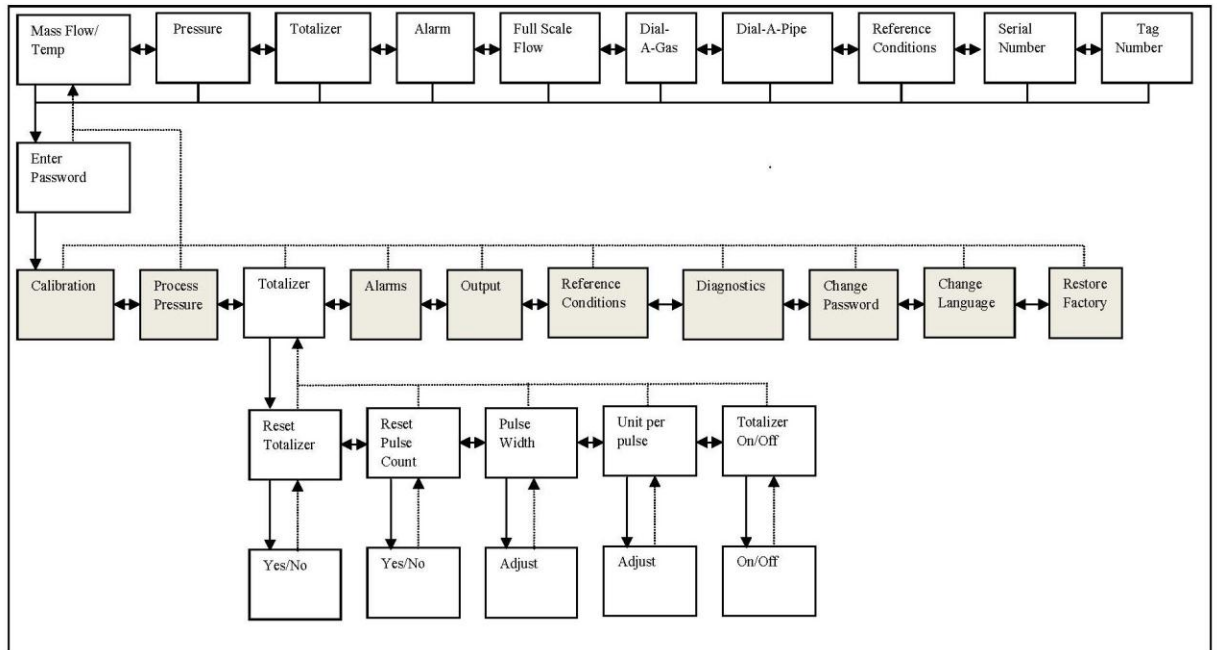 Mass Flow/
Temp
Pressure
Totalizer
Alarm
Full Scale
Flow
Dial-
A-Gas
Dial-A-Pipe
Reference
Conditions
Serial
Number
Tag
Number
Enter
Password
Calibration
Process
Pressure
Totalizer
Alarms
Output
Reference
Conditions
Diagnostics
Change
Password
Change
Language
Restore
Factory
Reset
Totalizer
Reset
Pulse
Count
Pulse
Width
Unit per
pulse
Totalizer
On/Off
Yes/No
Yes/No
Adjust
Adjust
On/Off